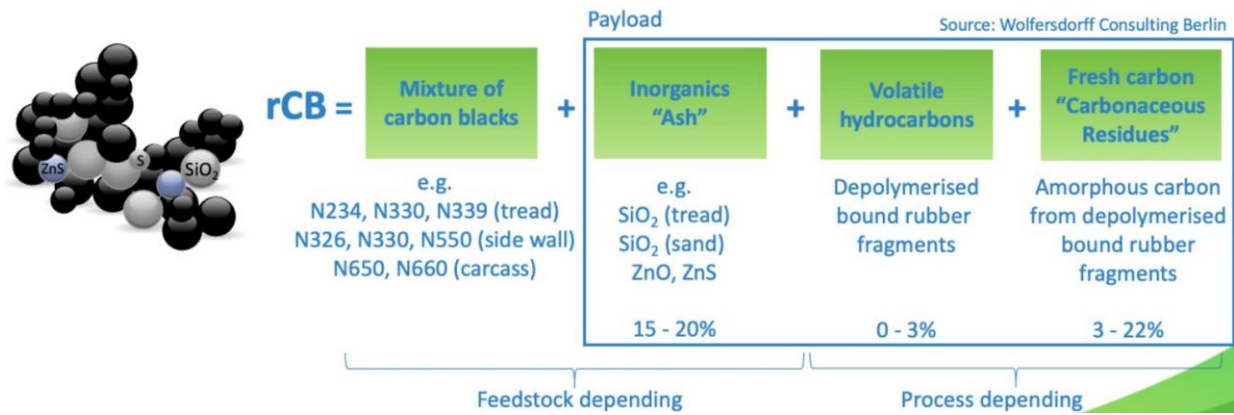 Payload
Source: Wolfersdorff Consulting Berlin
rCB =
Mixture of
carbon blacks
+
Inorganics
“Ash”
+
Volatile
hydrocarbons
+
Fresh carbon
“Carbonaceous
Residues”
ZnS
S
SiO₂
e.g.
N234, N330, N339 (tread)
N326, N330, N550 (side wall)
N650, N660 (carcass)
e.g.
SiO₂ (tread)
SiO₂ (sand)
ZnO, ZnS
Depolymerised
bound rubber
fragments
Amorphous carbon
from depolymerised
bound rubber
fragments
15 - 20%
0 - 3%
3 - 22%
Feedstock depending
Process depending